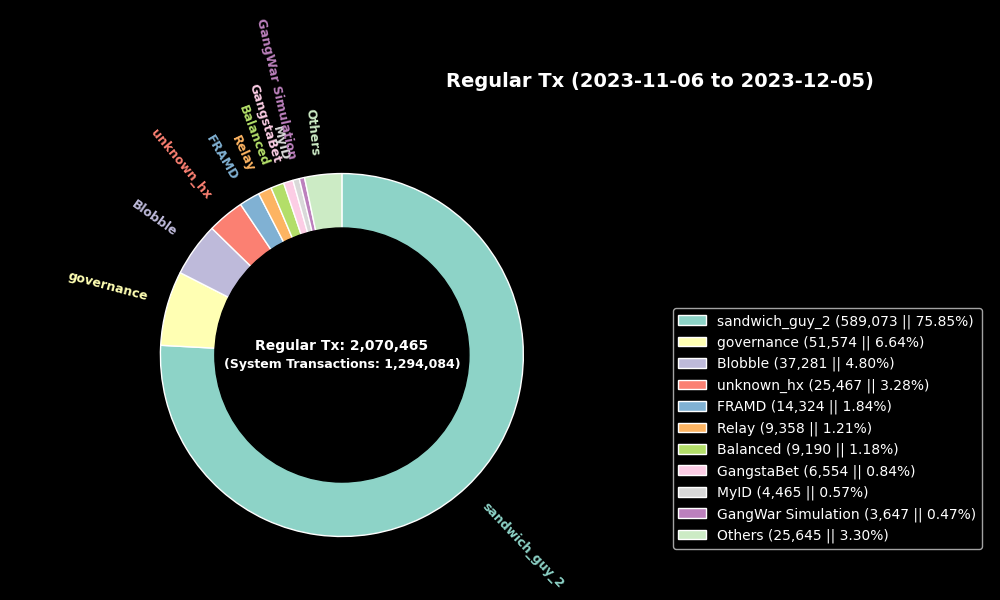 Regular Tx (2023-11-06 to 2023-12-05)
GangWar Simulation
GangstaBet
MyID
Others
Balanced
Relay
FRAMD
unknown_hx
Blobble
governance
Regular Tx: 2,070,465
(System Transactions: 1,294,084)
sandwich_guy_2
sandwich_guy_2 (589,073 || 75.85%)
governance (51,574 || 6.64%)
Blobble (37,281 || 4.80%)
unknown_hx (25,467 || 3.28%)
FRAMD (14,324 || 1.84%)
Relay (9,358 || 1.21%)
Balanced (9,190 || 1.18%)
GangstaBet (6,554 || 0.84%)
MyID (4,465 || 0.57%)
GangWar Simulation (3,647 || 0.47%)
Others (25,645 || 3.30%)